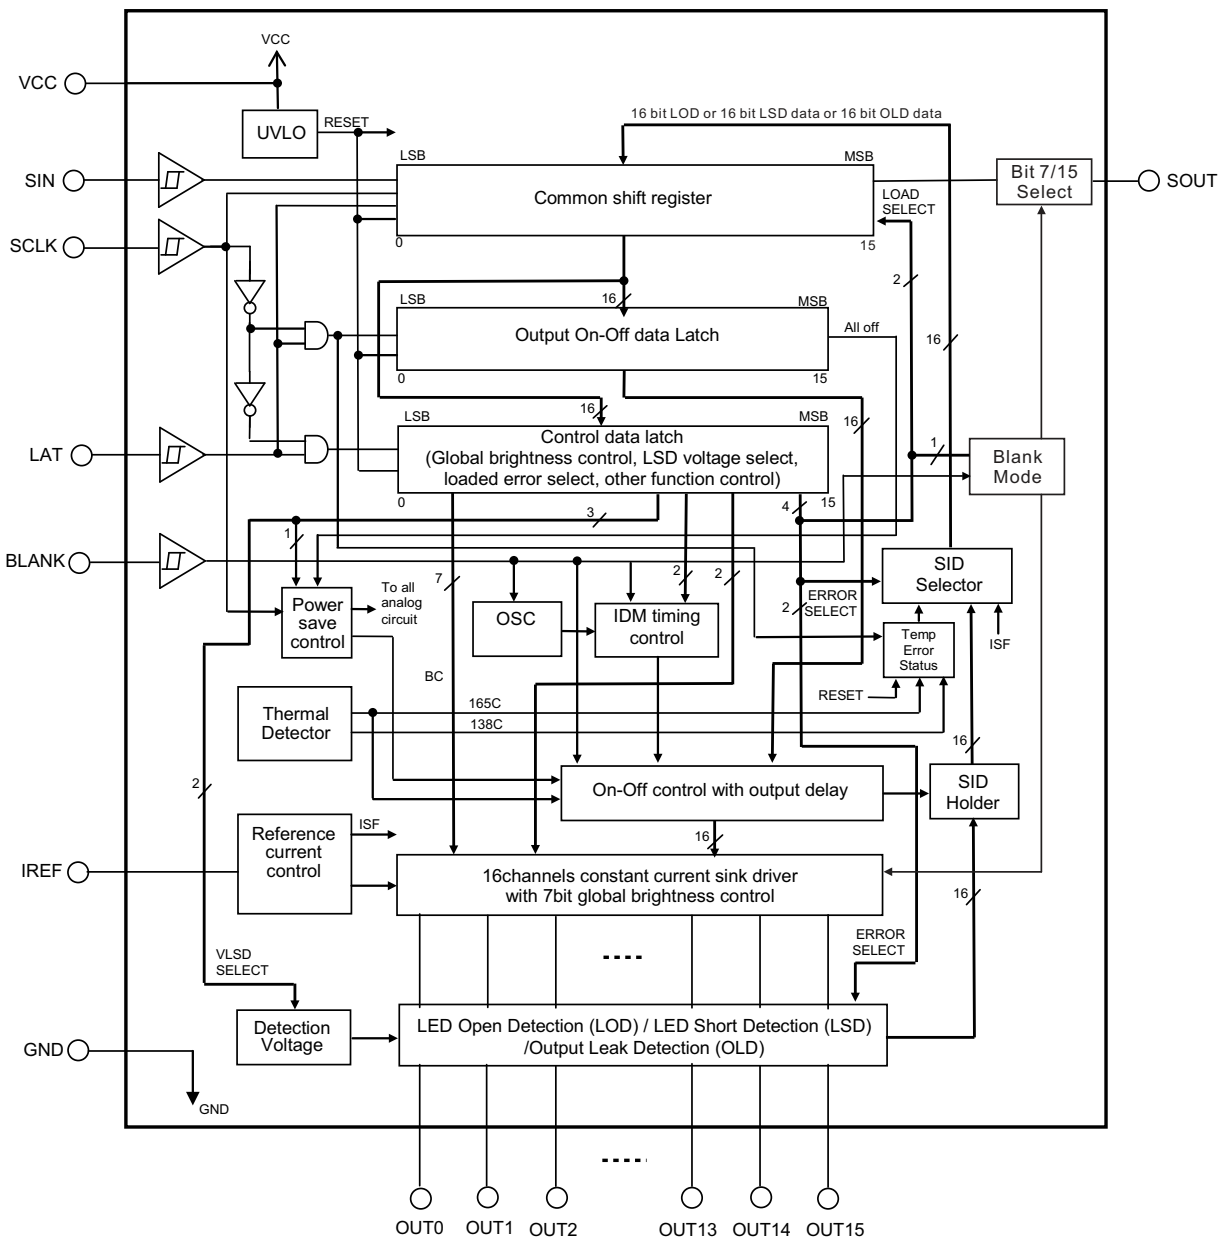 VCC
VCC
UVLO
RESET
16 bit LOD or 16 bit LSD data or 16 bit OLD data
SIN
LSB
MSB
Common shift register
LOAD
SELECT
Bit 7/15
Select
SOUT
SCLK
0
15
2
LSB
16
MSB
Output On-Off data Latch
All off
16
0
15
LAT
LSB
16
MSB
16
Control data latch
(Global brightness control, LSD voltage select,
loaded error select, other function control)
1
Blank
Mode
0
15
3
4
1
BLANK
7
2
2
To all
analog
circuit
Power
save
control
OSC
IDM timing
control
ERROR
SELECT
2
SID
Selector
Temp
Error
Status
ISF
BC
RESET
Thermal
Detector
165C
138C
16
2
On-Off control with output delay
SID
Holder
16
Reference
current
control
ISF
IREF
16channels constant current sink driver
with 7bit global brightness control
16
VLSD
SELECT
ERROR
SELECT
Detection
Voltage
LED Open Detection (LOD) / LED Short Detection (LSD)
/Output Leak Detection (OLD)
GND
GND
OUT0
OUT1
OUT2
OUT13
OUT14
OUT15